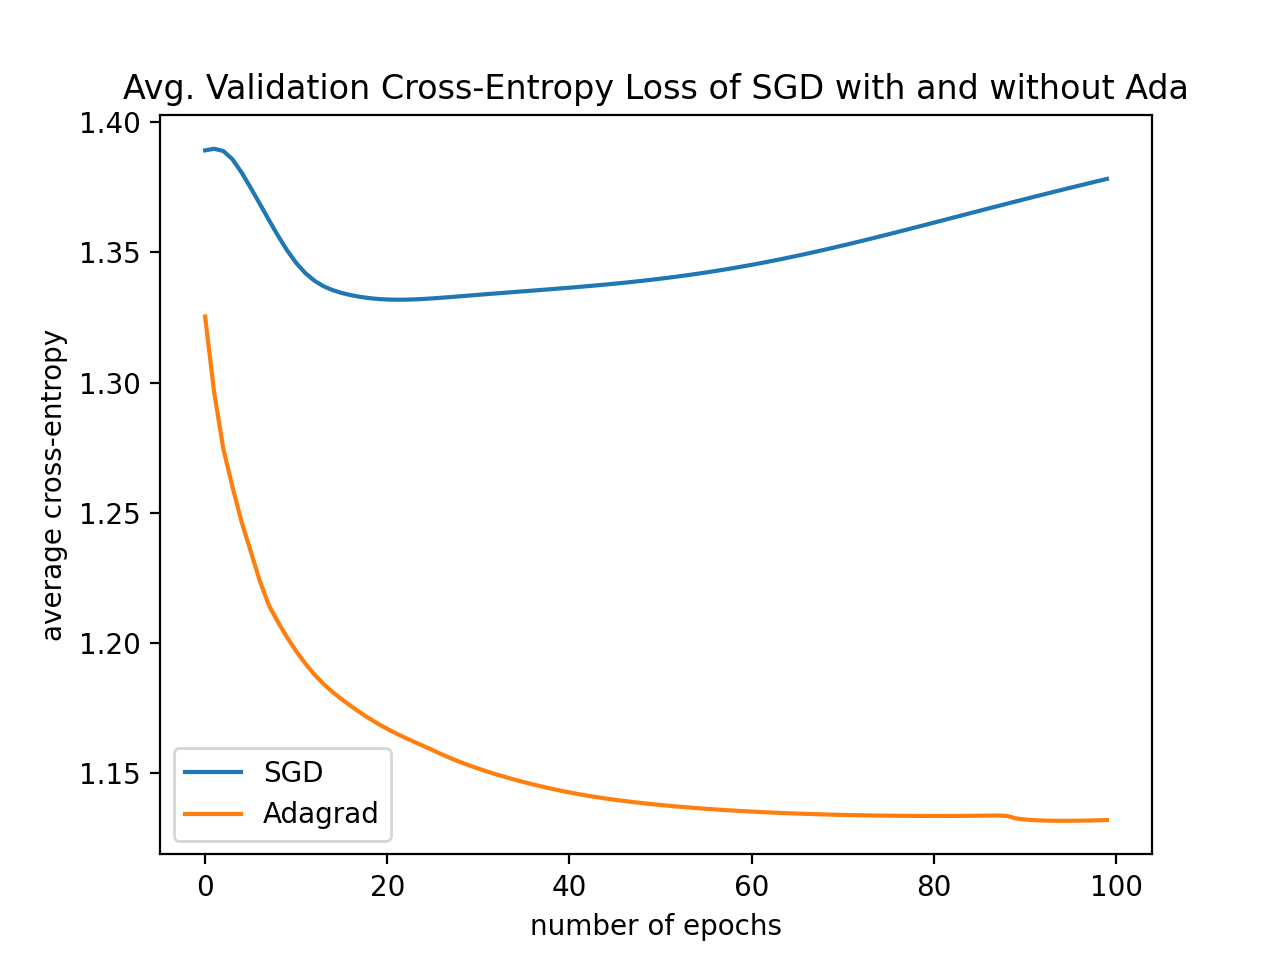 Avg. Validation Cross-Entropy Loss of SGD with and without Ada
1.40
1.35
1.30
1.25
1.20
1.15
average cross-entropy
SGD
Adagrad
0 20 40 60 80 100
number of epochs